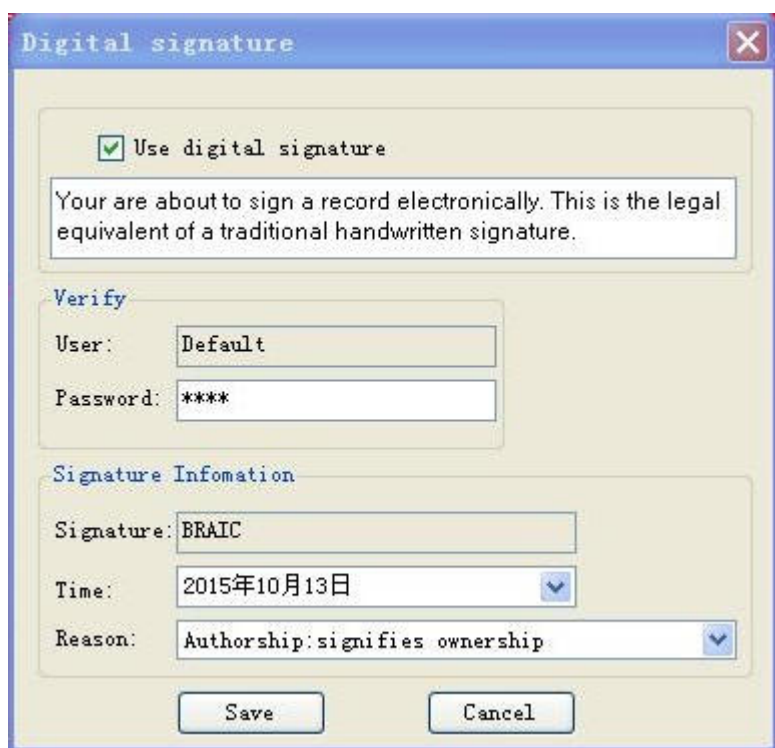 Digital signature
Use digital signature
Your are about to sign a record electronically. This is the legal
equivalent of a traditional handwritten signature.
Verify
User: Default
Password: ****
Signature Infomation
Signature: BRAIC
Time: 2015年10月13日
Reason: Authorship:signifies ownership
Save Cancel